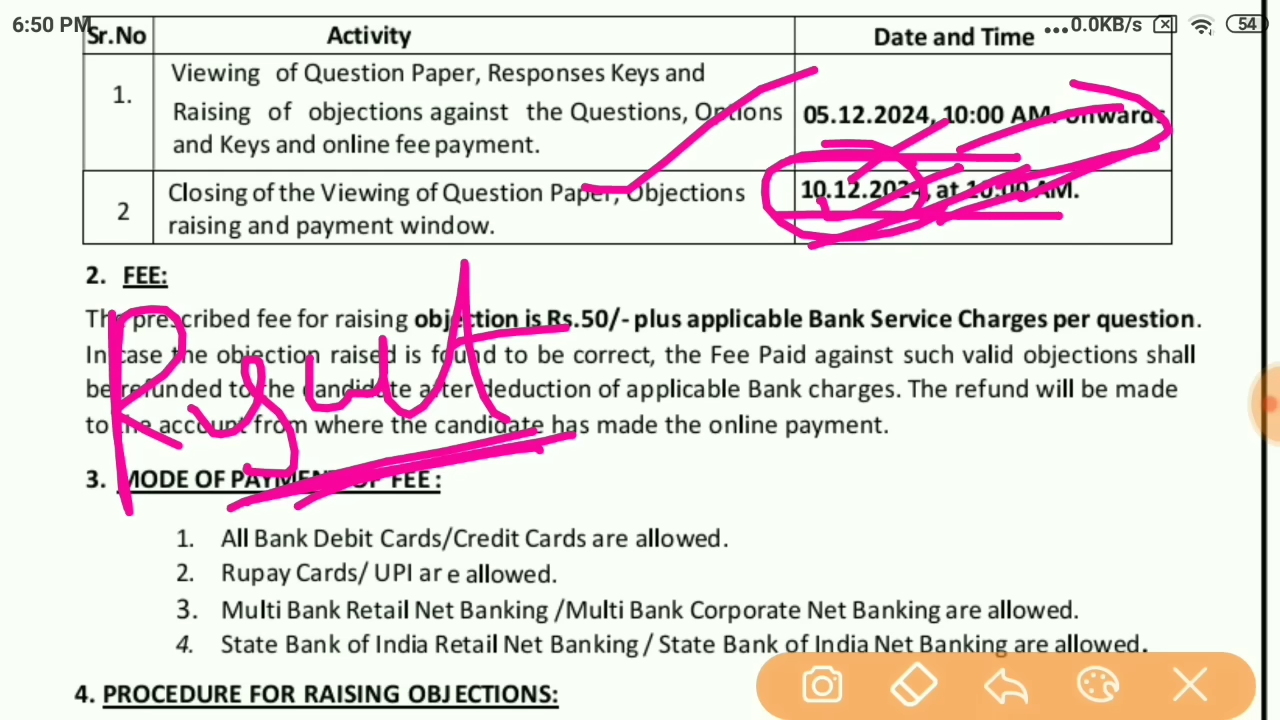 6:50 PM ...0.0KB/s 54
Sr.No Activity Date and Time
1. Viewing of Question Paper, Responses Keys and
Raising of objections against the Questions, Options
and Keys and online fee payment.
05.12.2024, 10:00 AM. onwards
2 Closing of the Viewing of Question Paper, Objections
raising and payment window.
10.12.2024, at 10:00 AM.
2. FEE:
The prescribed fee for raising objection is Rs.50/- plus applicable Bank Service Charges per question.
In case the objection raised is found to be correct, the Fee Paid against such valid objections shall
be refunded to the candidate after deduction of applicable Bank charges. The refund will be made
to the account from where the candidate has made the online payment.
Result
3. MODE OF PAYMENT OF FEE:
1. All Bank Debit Cards/Credit Cards are allowed.
2. Rupay Cards/ UPI are allowed.
3. Multi Bank Retail Net Banking /Multi Bank Corporate Net Banking are allowed.
4. State Bank of India Retail Net Banking / State Bank of India Net Banking are allowed.
4. PROCEDURE FOR RAISING OBJECTIONS: